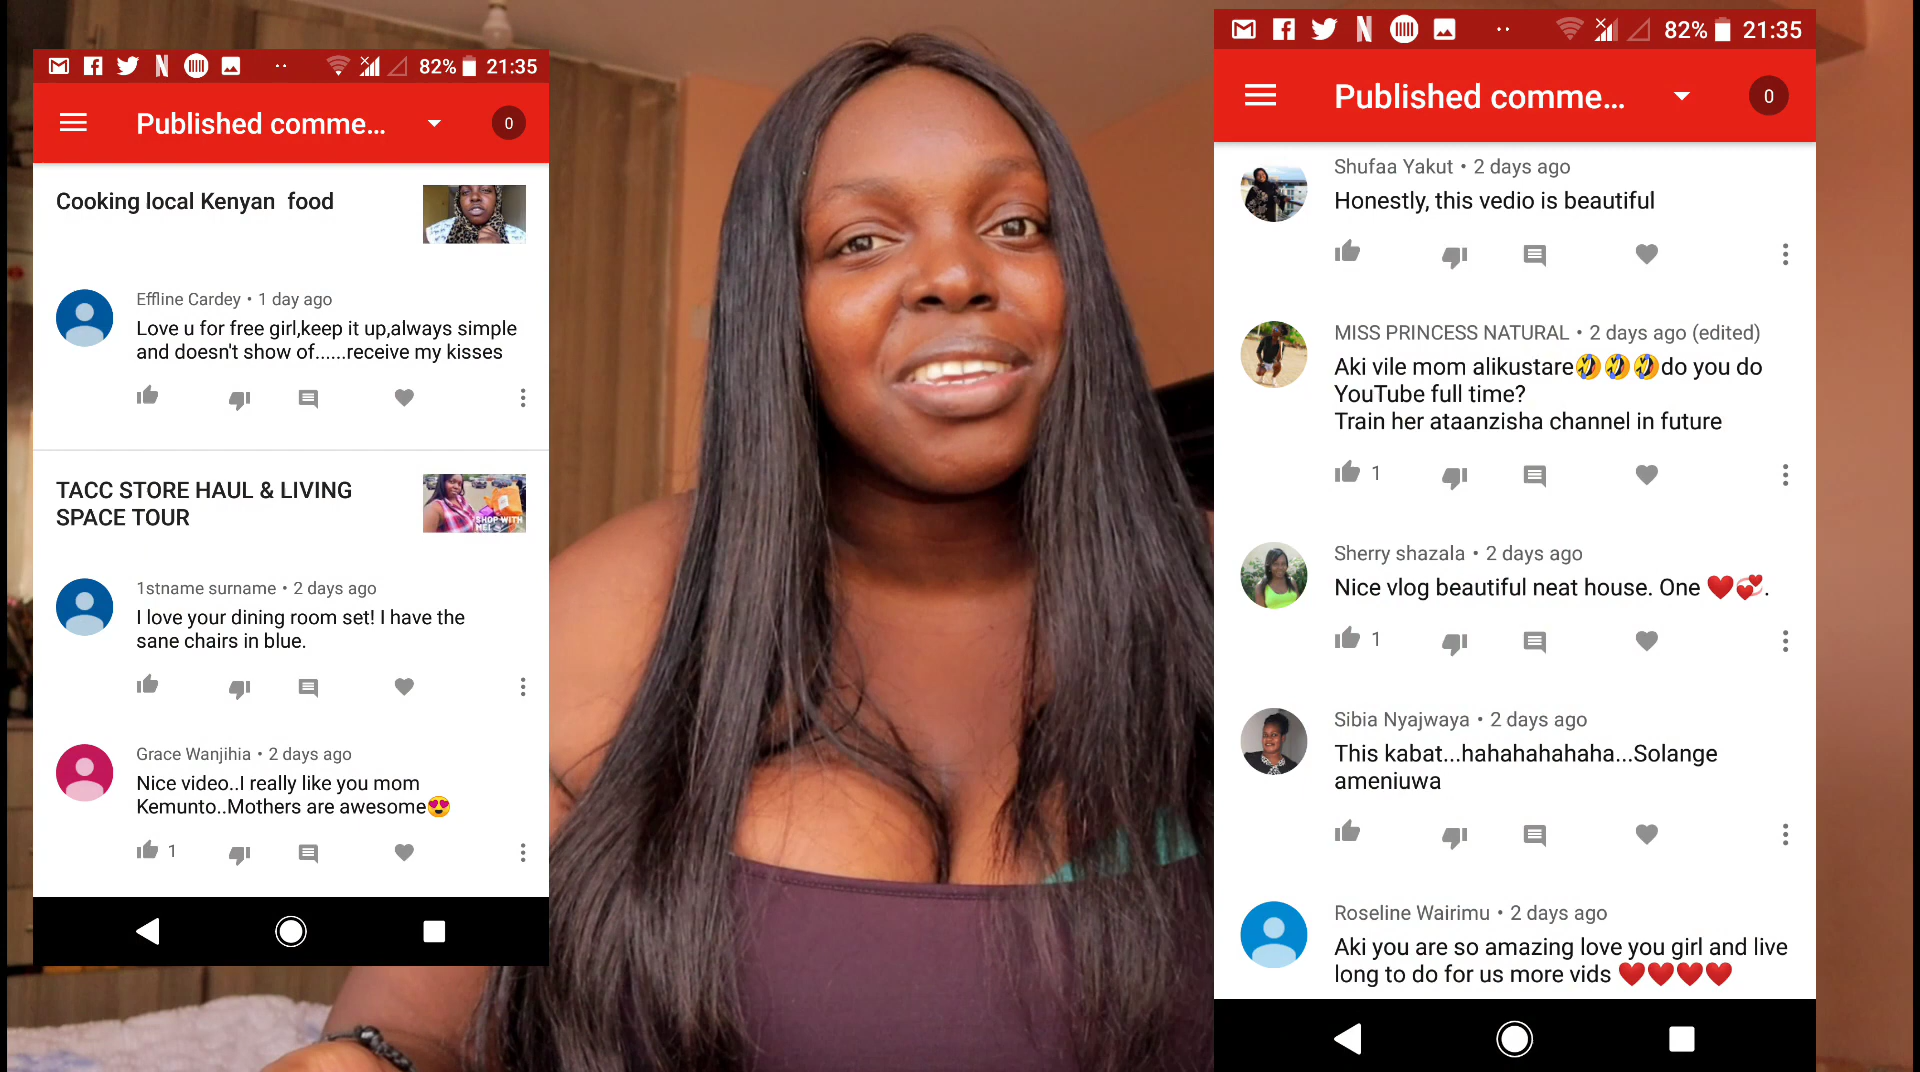 82% 21:35
Published comme...
0
Cooking local Kenyan food
Effline Cardey • 1 day ago
Love u for free girl,keep it up,always simple
and doesn't show of......receive my kisses
TACC STORE HAUL & LIVING
SPACE TOUR
SHOP WITH
ME!
1stname surname • 2 days ago
I love your dining room set! I have the
sane chairs in blue.
Grace Wanjihia • 2 days ago
Nice video..I really like you mom
Kemunto..Mothers are awesome😍
1
82% 21:35
Published comme...
0
Shufaa Yakut • 2 days ago
Honestly, this vedio is beautiful
MISS PRINCESS NATURAL • 2 days ago (edited)
Aki vile mom alikustare🤣🤣🤣do you do
YouTube full time?
Train her ataanzisha channel in future
1
Sherry shazala • 2 days ago
Nice vlog beautiful neat house. One ❤️💞.
1
Sibia Nyajwaya • 2 days ago
This kabat...hahahahahaha...Solange
ameniuwa
Roseline Wairimu • 2 days ago
Aki you are so amazing love you girl and live
long to do for us more vids ❤️❤️❤️❤️